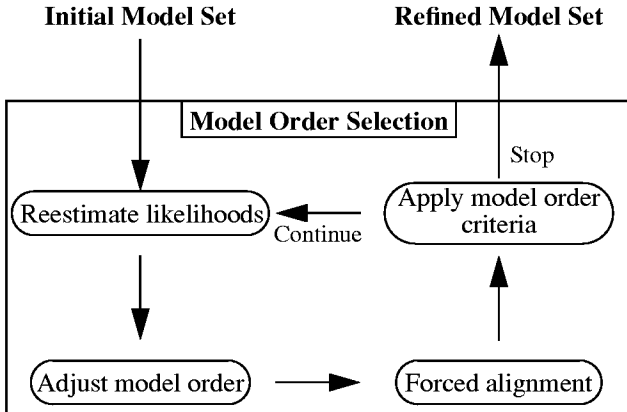 Initial Model Set
Refined Model Set
Model Order Selection
Stop
Reestimate likelihoods
Continue
Apply model order
criteria
Adjust model order
Forced alignment